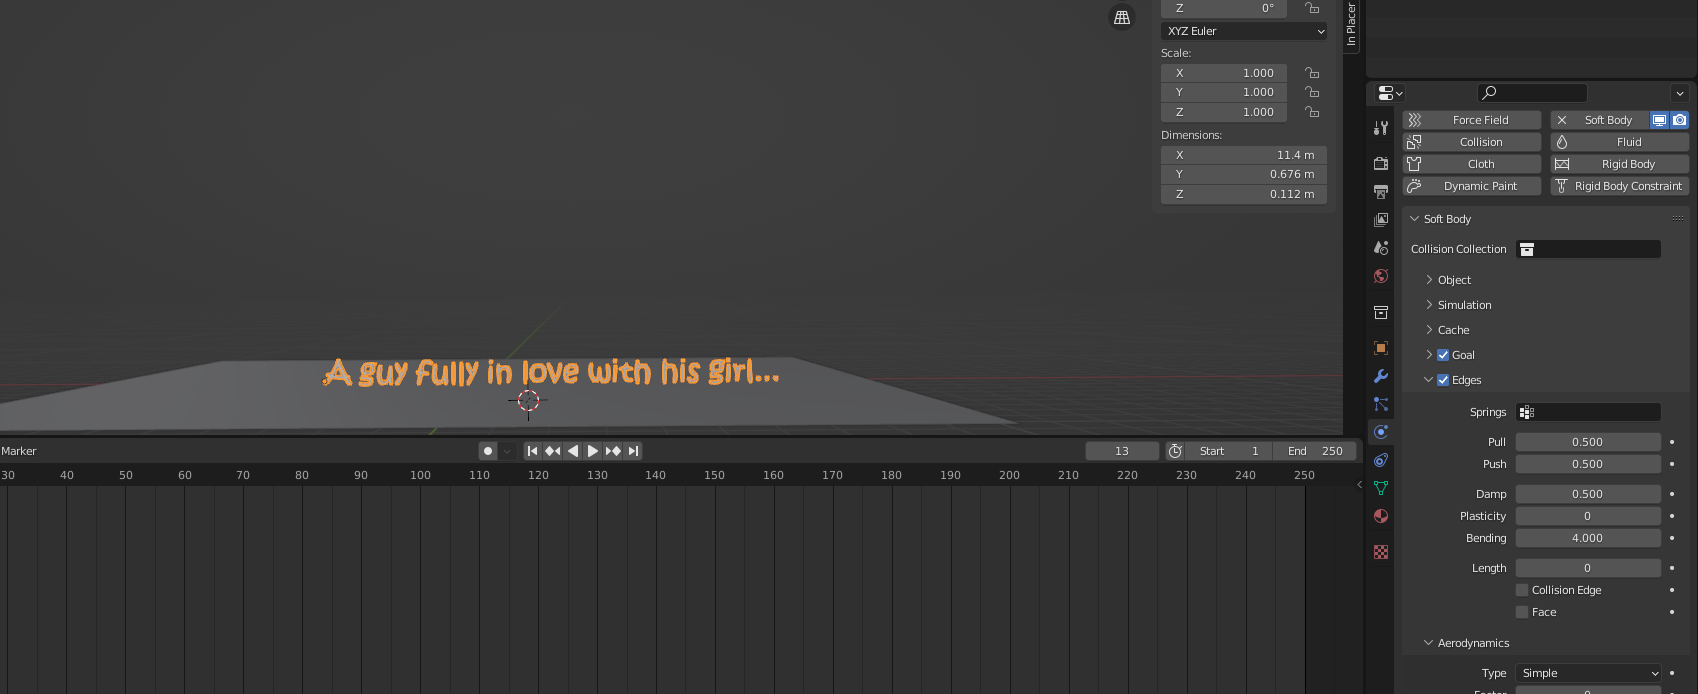 Z 0°
XYZ Euler
Scale:
X 1.000
Y 1.000
Z 1.000
Dimensions:
X 11.4 m
Y 0.676 m
Z 0.112 m
In Placer
A guy fully in love with his girl...
Marker
13
Start 1
End 250
30 40 50 60 70 80 90 100 110 120 130 140 150 160 170 180 190 200 210 220 230 240 250
Force Field
Soft Body
Collision
Fluid
Cloth
Rigid Body
Dynamic Paint
Rigid Body Constraint
Soft Body
Collision Collection
Object
Simulation
Cache
Goal
Edges
Springs
Pull 0.500
Push 0.500
Damp 0.500
Plasticity 0
Bending 4.000
Length 0
Collision Edge
Face
Aerodynamics
Type Simple